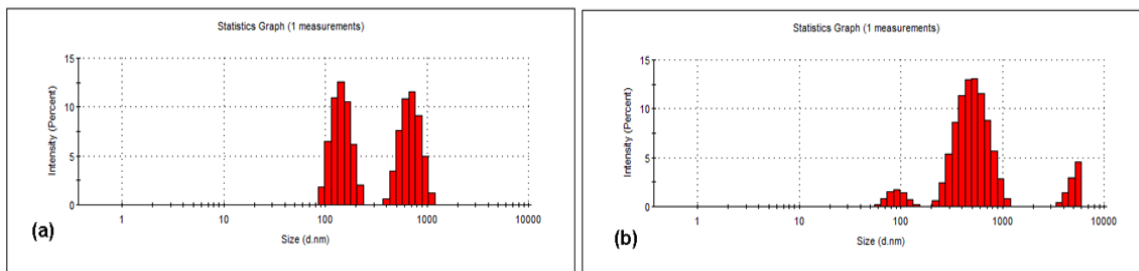 Statistics Graph (1 measurements)
15
10
5
0
Intensity (Percent)
1 10 100 1000 10000
Size (d.nm)
(a)
Statistics Graph (1 measurements)
15
10
5
0
Intensity (Percent)
1 10 100 1000 10000
Size (d.nm)
(b)